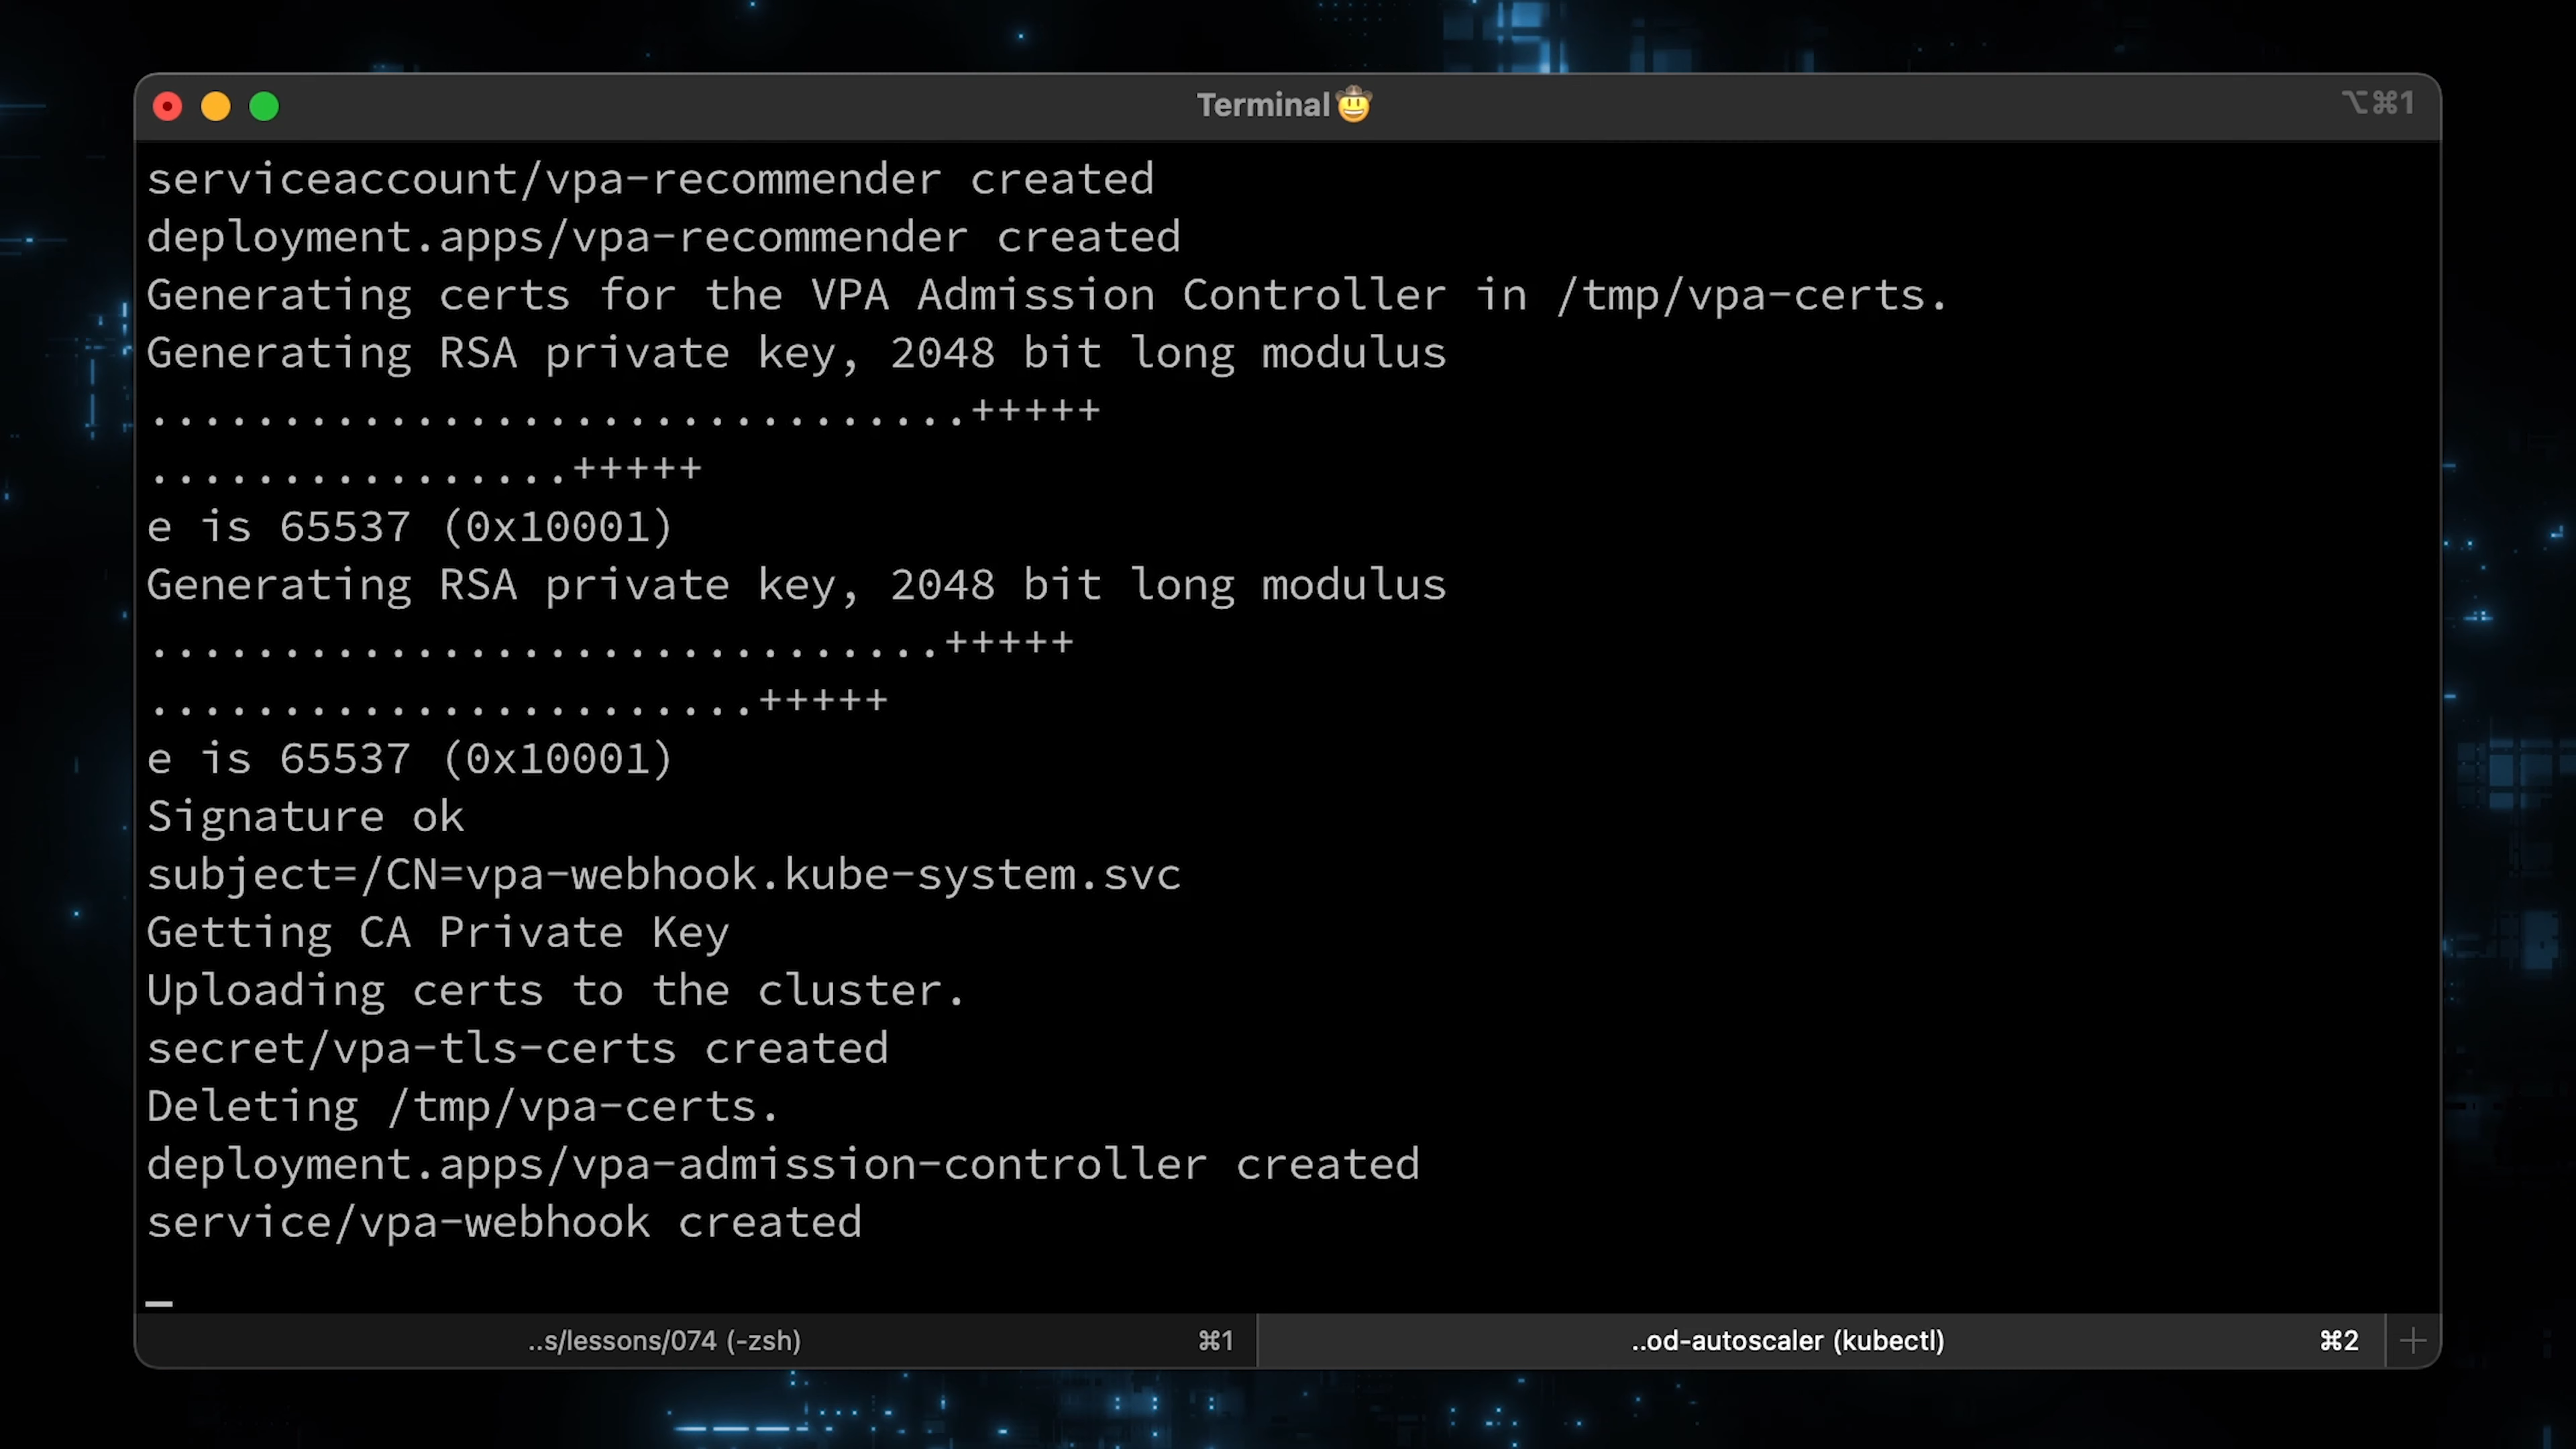 Terminal🤠
⌥⌘1
serviceaccount/vpa-recommender created
deployment.apps/vpa-recommender created
Generating certs for the VPA Admission Controller in /tmp/vpa-certs.
Generating RSA private key, 2048 bit long modulus
...............................+++++
................+++++
e is 65537 (0x10001)
Generating RSA private key, 2048 bit long modulus
..............................+++++
.......................+++++
e is 65537 (0x10001)
Signature ok
subject=/CN=vpa-webhook.kube-system.svc
Getting CA Private Key
Uploading certs to the cluster.
secret/vpa-tls-certs created
Deleting /tmp/vpa-certs.
deployment.apps/vpa-admission-controller created
service/vpa-webhook created
_
..s/lessons/074 (-zsh) ⌘1 ..od-autoscaler (kubectl) ⌘2 +